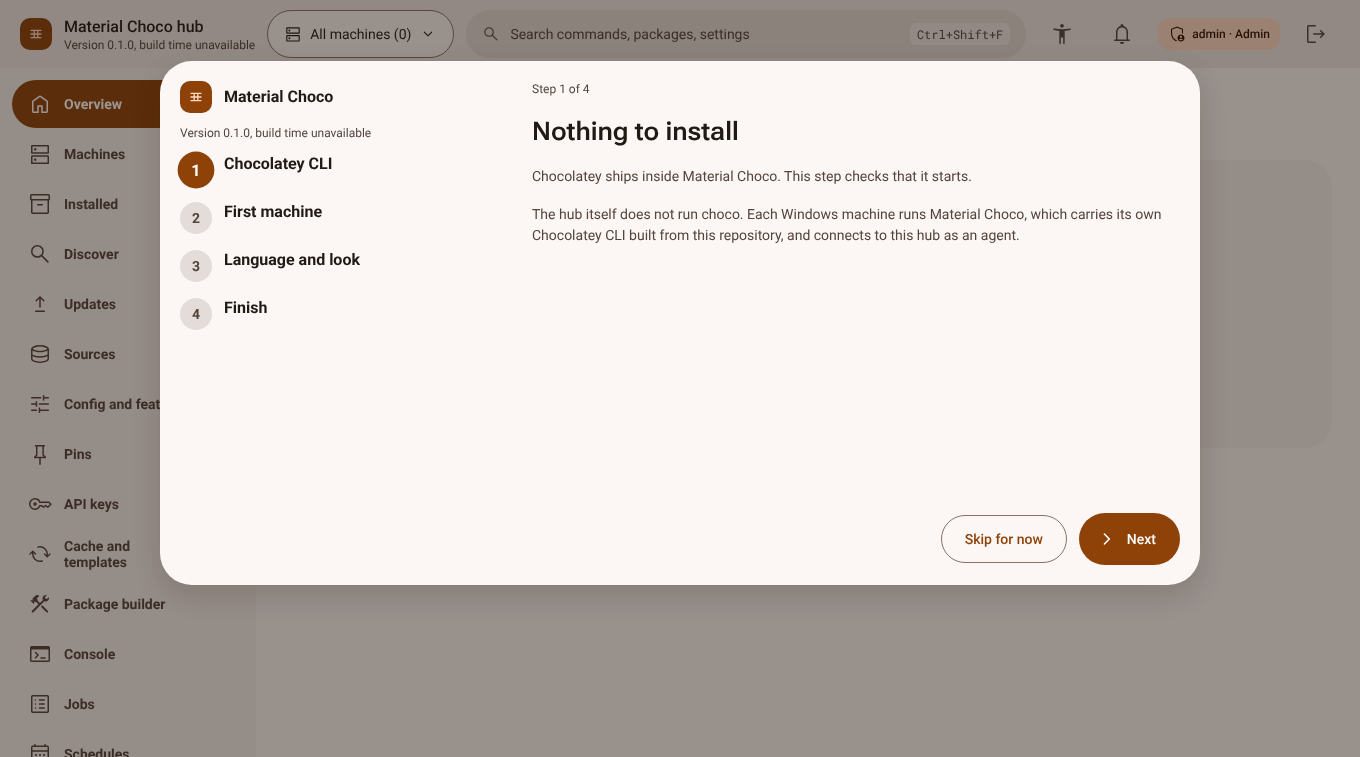 Material Choco hub
Version 0.1.0, build time unavailable
All machines (0)
Search commands, packages, settings
Ctrl+Shift+F
admin · Admin
Overview
Machines
Installed
Discover
Updates
Sources
Config and feat
Pins
API keys
Cache and
templates
Package builder
Console
Jobs
Schedules
Material Choco
Version 0.1.0, build time unavailable
1
Chocolatey CLI
2
First machine
3
Language and look
4
Finish
Step 1 of 4
Nothing to install
Chocolatey ships inside Material Choco. This step checks that it starts.
The hub itself does not run choco. Each Windows machine runs Material Choco, which carries its own
Chocolatey CLI built from this repository, and connects to this hub as an agent.
Skip for now
Next